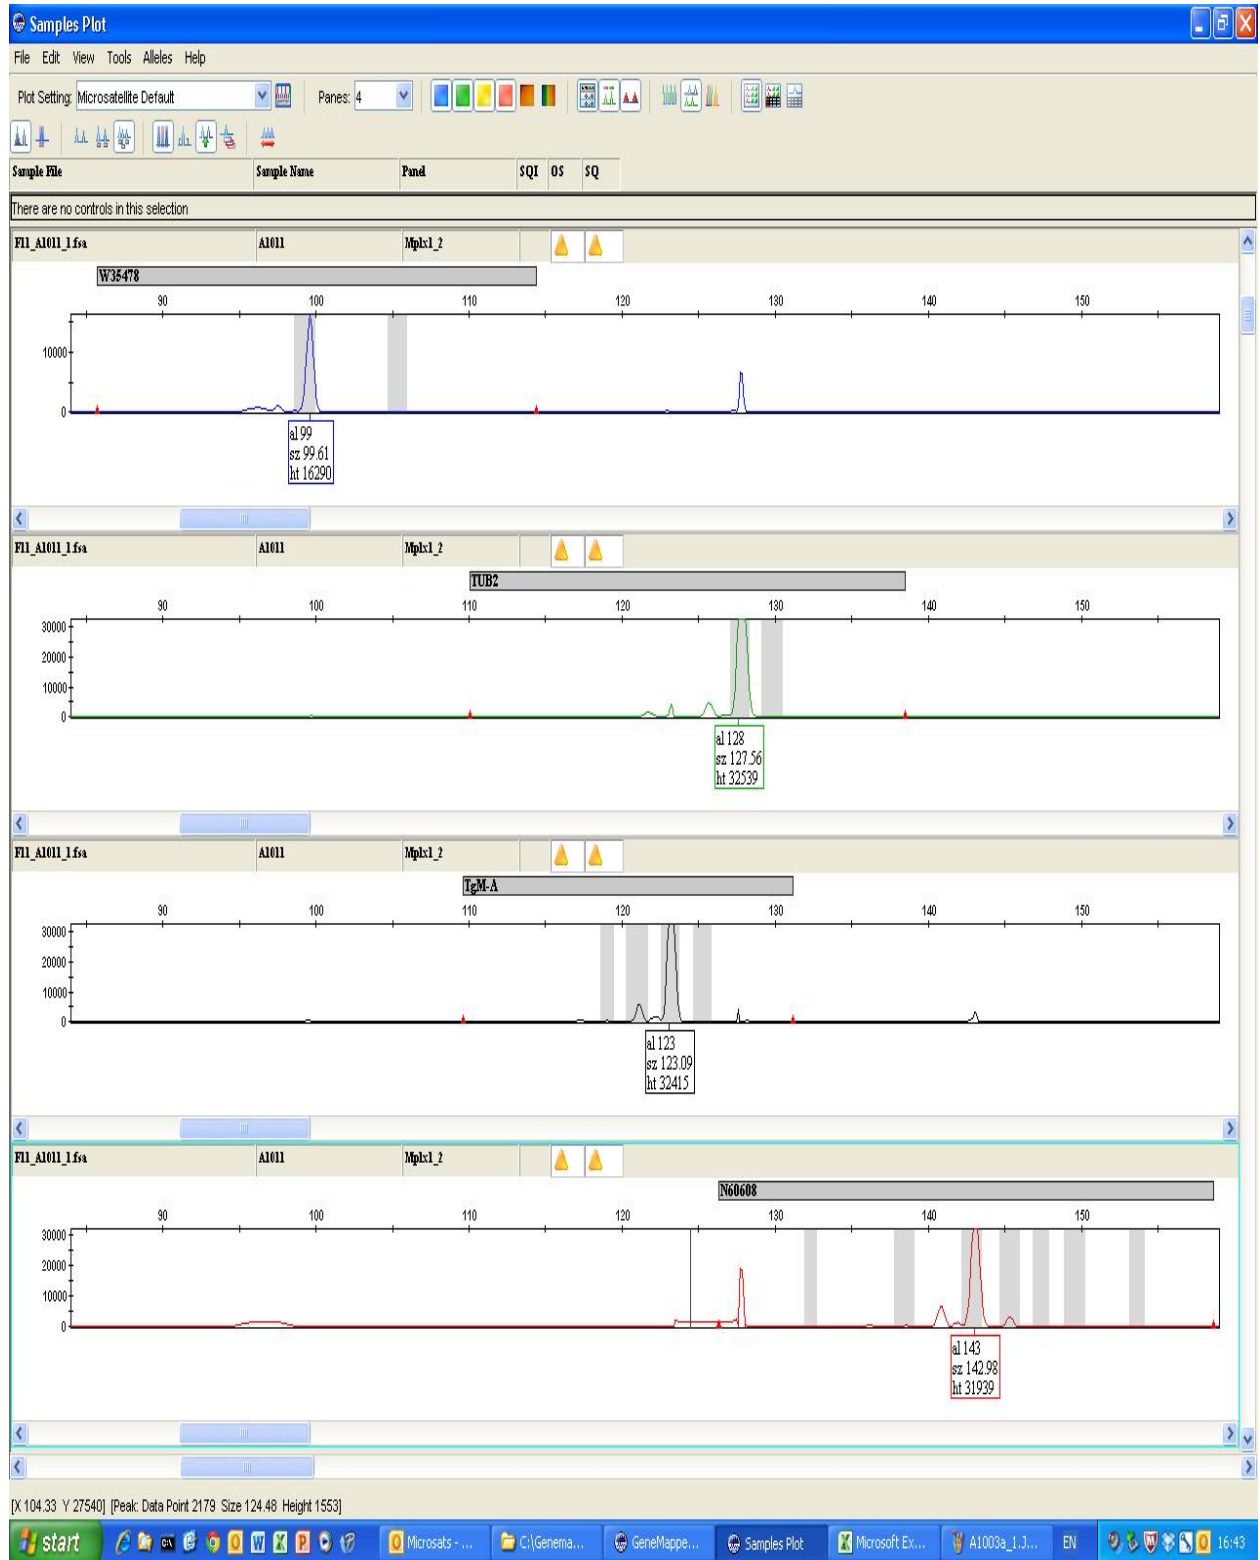 Samples Plot
File Edit View Tools Alleles Help
Plot Setting: Microsatellite Default Panes: 4
Sample File Sample Name Panel SQI OS SQ
There are no controls in this selection
F11_A1011_1.fsa A1011 Mplx1_2
W35478
90 100 110 120 130 140 150
10000
0
al 99
sz 99.61
ht 16290
F11_A1011_1.fsa A1011 Mplx1_2
TUB2
90 100 110 120 130 140 150
30000
20000
10000
0
al 128
sz 127.56
ht 32539
F11_A1011_1.fsa A1011 Mplx1_2
TgM-A
90 100 110 120 130 140 150
30000
20000
10000
0
al 123
sz 123.09
ht 32415
F11_A1011_1.fsa A1011 Mplx1_2
N60608
90 100 110 120 130 140 150
30000
20000
10000
0
al 143
sz 142.98
ht 31939
[X 104.33 Y 27540] [Peak: Data Point 2179 Size 124.48 Height 1553]
start Microsats - ... C:\Genema... GeneMappe... Samples Plot Microsoft Ex... A1003a_1.J... EN 16:43